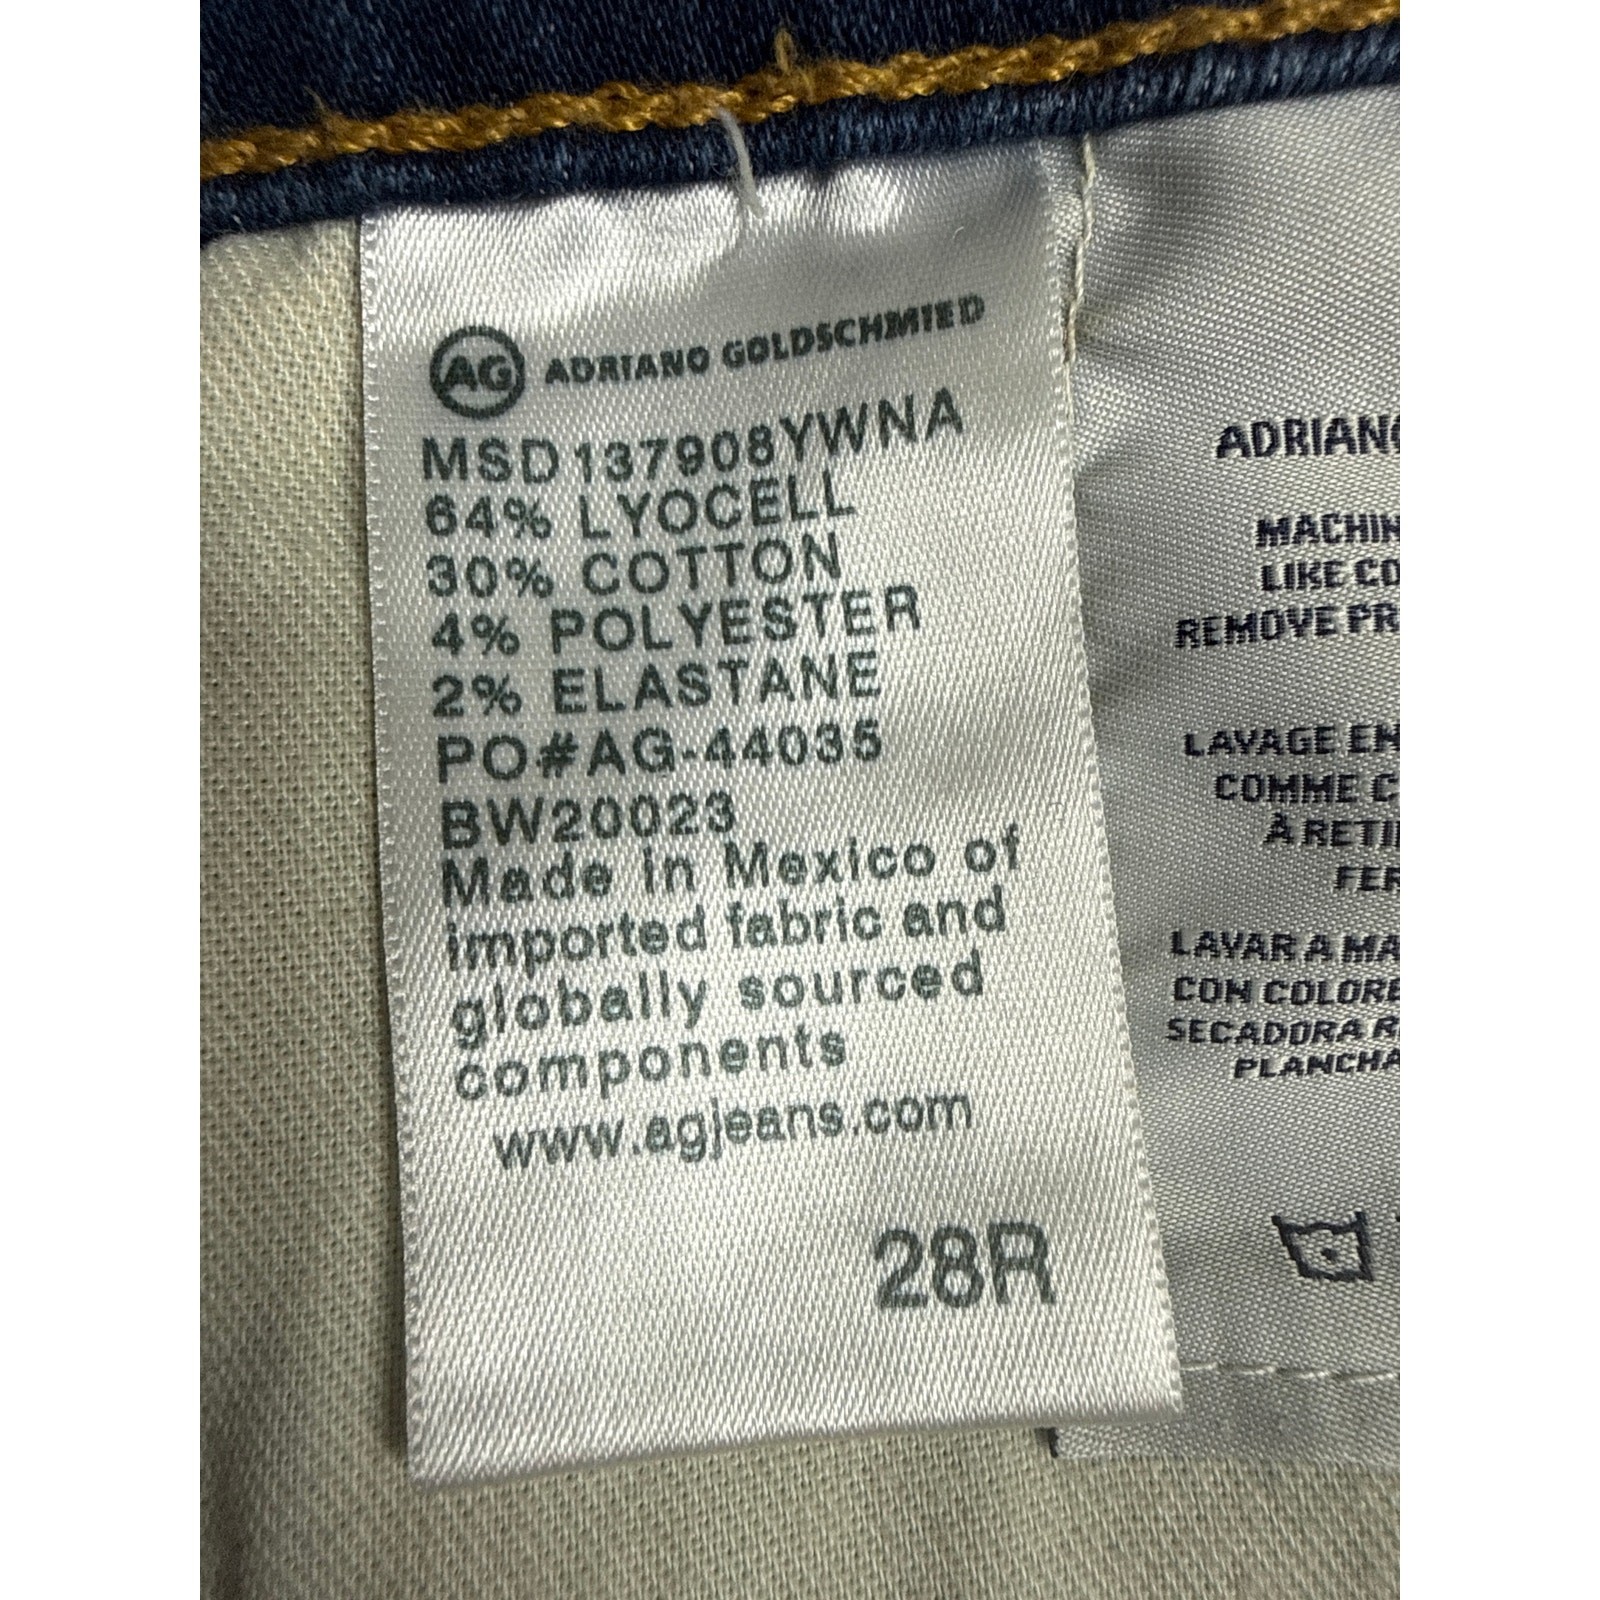 AG ADRIANO GOLDSCHMIED
MSD137908YWNA
64% LYOCELL
30% COTTON
4% POLYESTER
2% ELASTANE
PO#AG-44035
BW20023
Made in Mexico of
imported fabric and
globally sourced
components
www.agjeans.com
28R
ADRIANO
MACHIN
LIKE CO
REMOVE PR
LAVAGE EN
COMME C
À RETI
FER
LAVAR A MA
CON COLORE
SECADORA R
PLANCHA